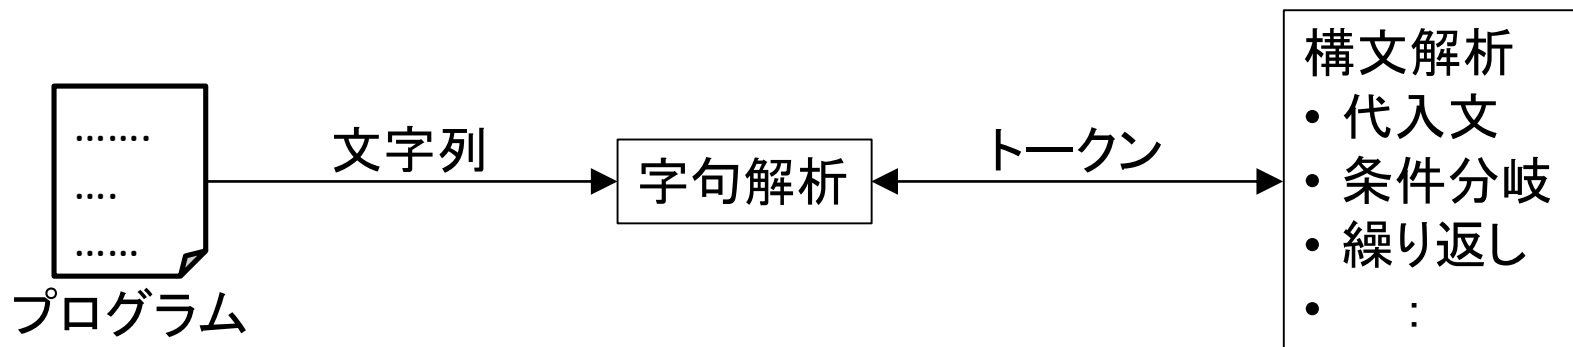 プログラム
文字列
字句解析
トークン
構文解析
• 代入文
• 条件分岐
• 繰り返し
• :